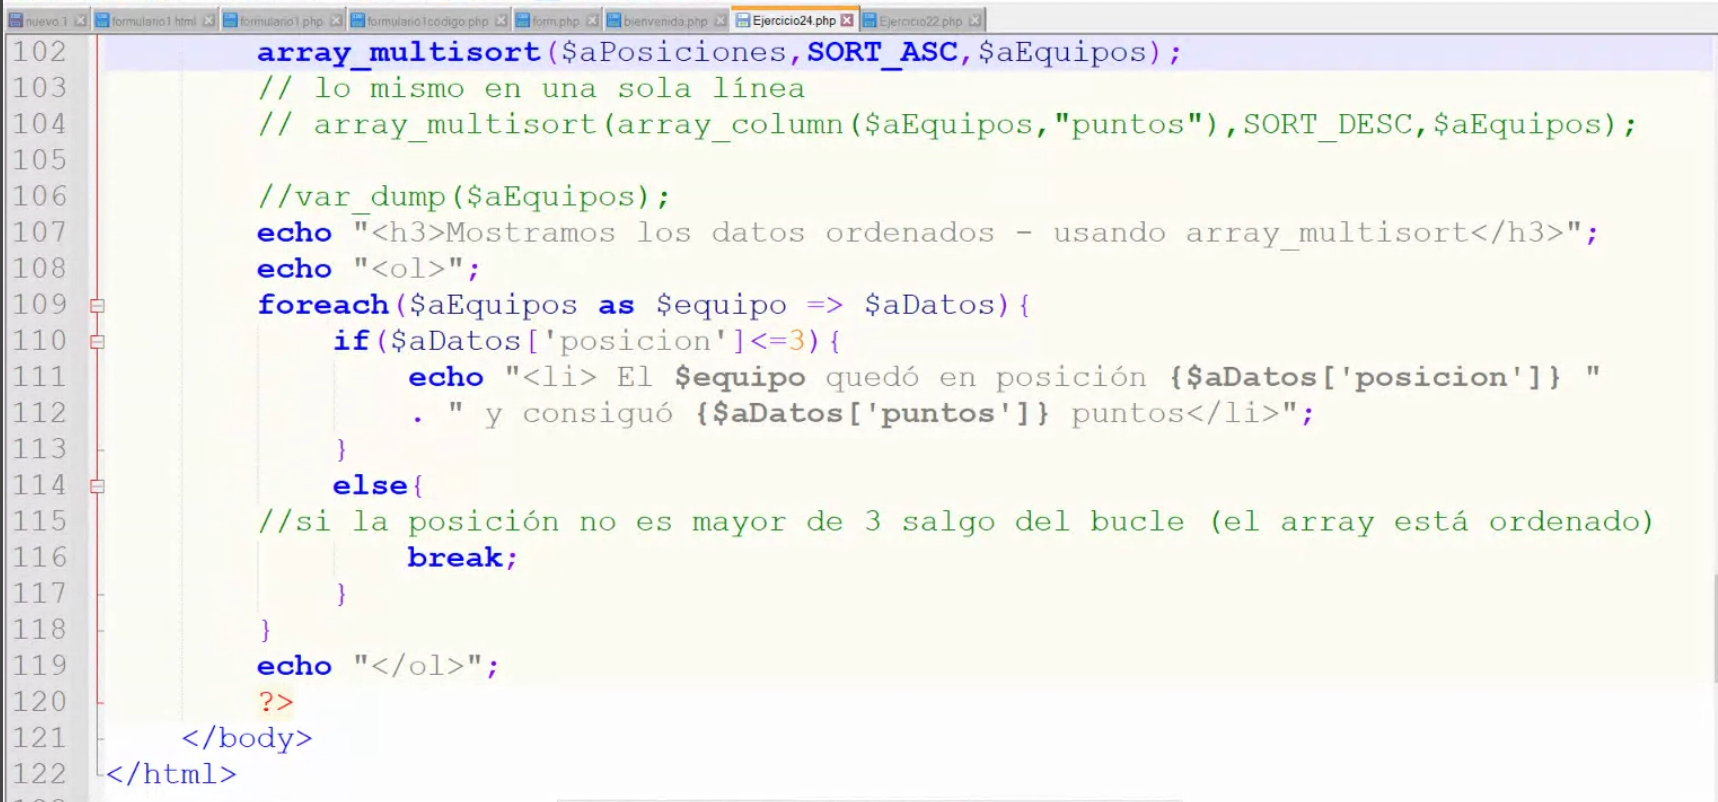 nuevo 1 formulario1.html formulario1.php formulario1codigo.php form.php bienvenida.php Ejercicio24.php Ejercicio22.php
102 array_multisort($aPosiciones,SORT_ASC,$aEquipos);
103 // lo mismo en una sola línea
104 // array_multisort(array_column($aEquipos,"puntos"),SORT_DESC,$aEquipos);
105
106 //var_dump($aEquipos);
107 echo "<h3>Mostramos los datos ordenados - usando array_multisort</h3>";
108 echo "<ol>";
109 foreach($aEquipos as $equipo => $aDatos){
110 if($aDatos['posicion']<=3){
111 echo "<li> El $equipo quedó en posición {$aDatos['posicion']} "
112 . " y consiguó {$aDatos['puntos']} puntos</li>";
113 }
114 else{
115 //si la posición no es mayor de 3 salgo del bucle (el array está ordenado)
116 break;
117 }
118 }
119 echo "</ol>";
120 ?>
121 </body>
122 </html>